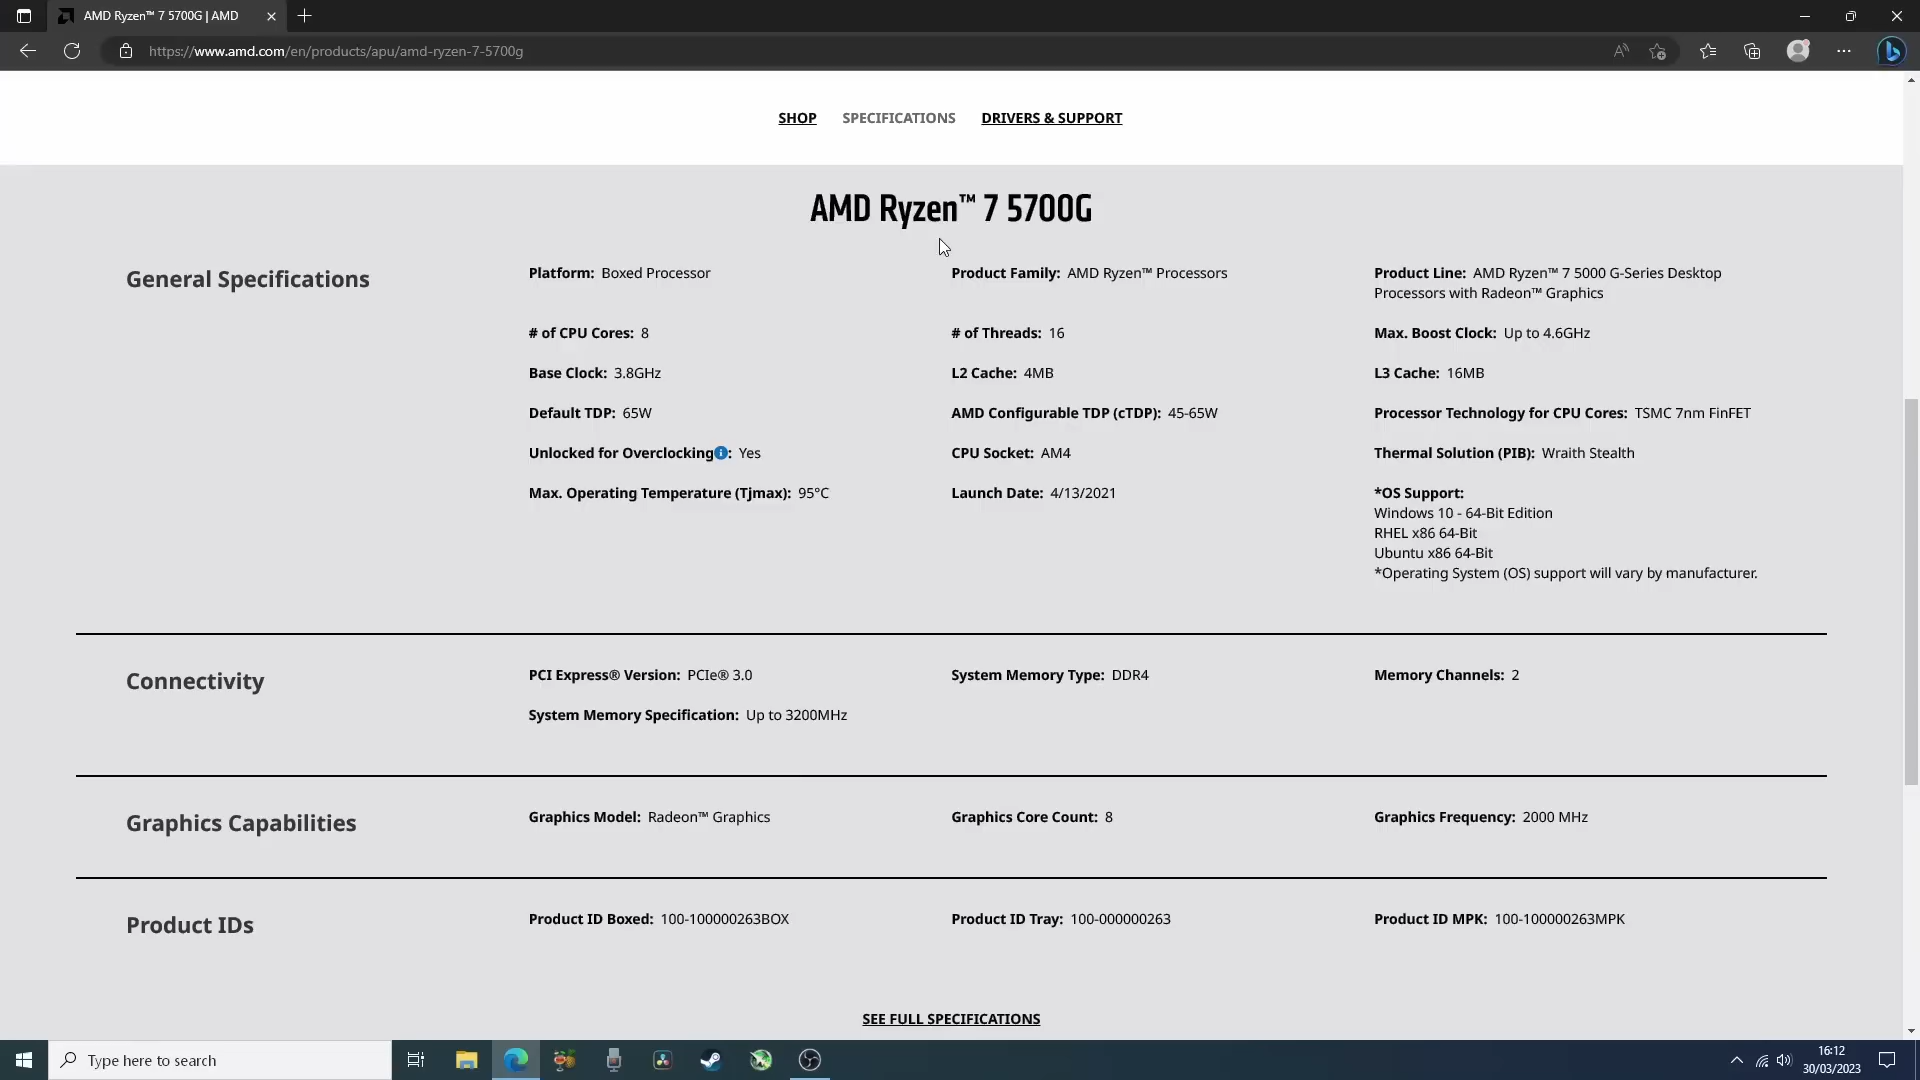 AMD Ryzen™ 7 5700G | AMD
https://www.amd.com/en/products/apu/amd-ryzen-7-5700g
SHOP SPECIFICATIONS DRIVERS & SUPPORT
AMD Ryzen™ 7 5700G
General Specifications
Platform: Boxed Processor
Product Family: AMD Ryzen™ Processors
Product Line: AMD Ryzen™ 7 5000 G-Series Desktop
Processors with Radeon™ Graphics
# of CPU Cores: 8
# of Threads: 16
Max. Boost Clock: Up to 4.6GHz
Base Clock: 3.8GHz
L2 Cache: 4MB
L3 Cache: 16MB
Default TDP: 65W
AMD Configurable TDP (cTDP): 45-65W
Processor Technology for CPU Cores: TSMC 7nm FinFET
Unlocked for Overclocking: Yes
CPU Socket: AM4
Thermal Solution (PIB): Wraith Stealth
Max. Operating Temperature (Tjmax): 95°C
Launch Date: 4/13/2021
*OS Support:
Windows 10 - 64-Bit Edition
RHEL x86 64-Bit
Ubuntu x86 64-Bit
*Operating System (OS) support will vary by manufacturer.
Connectivity
PCI Express® Version: PCIe® 3.0
System Memory Type: DDR4
Memory Channels: 2
System Memory Specification: Up to 3200MHz
Graphics Capabilities
Graphics Model: Radeon™ Graphics
Graphics Core Count: 8
Graphics Frequency: 2000 MHz
Product IDs
Product ID Boxed: 100-100000263BOX
Product ID Tray: 100-000000263
Product ID MPK: 100-100000263MPK
SEE FULL SPECIFICATIONS
Type here to search
16:12
30/03/2023